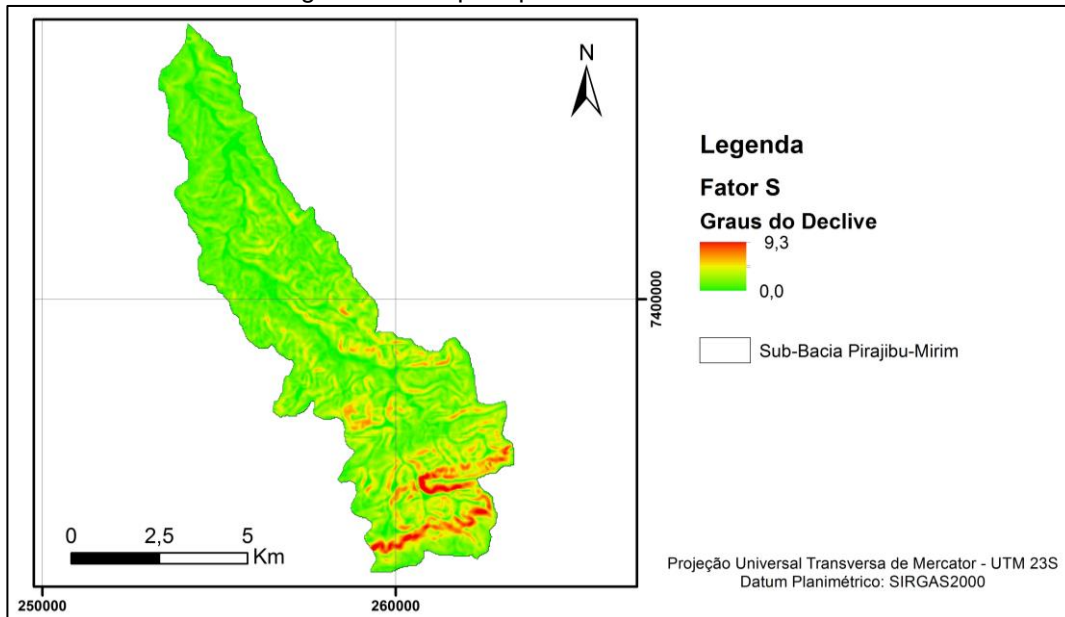 N
7400000
0 2,5 5
Km
250000 260000
Legenda
Fator S
Graus do Declive
9,3
0,0
Sub-Bacia Pirajibu-Mirim
Projeção Universal Transversa de Mercator - UTM 23S
Datum Planimétrico: SIRGAS2000